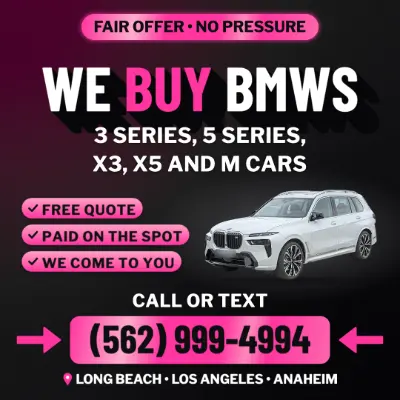 FAIR OFFER • NO PRESSURE
WE BUY BMWS
3 SERIES, 5 SERIES,
X3, X5 AND M CARS
FREE QUOTE
PAID ON THE SPOT
WE COME TO YOU
CALL OR TEXT
(562) 999-4994
LONG BEACH • LOS ANGELES • ANAHEIM